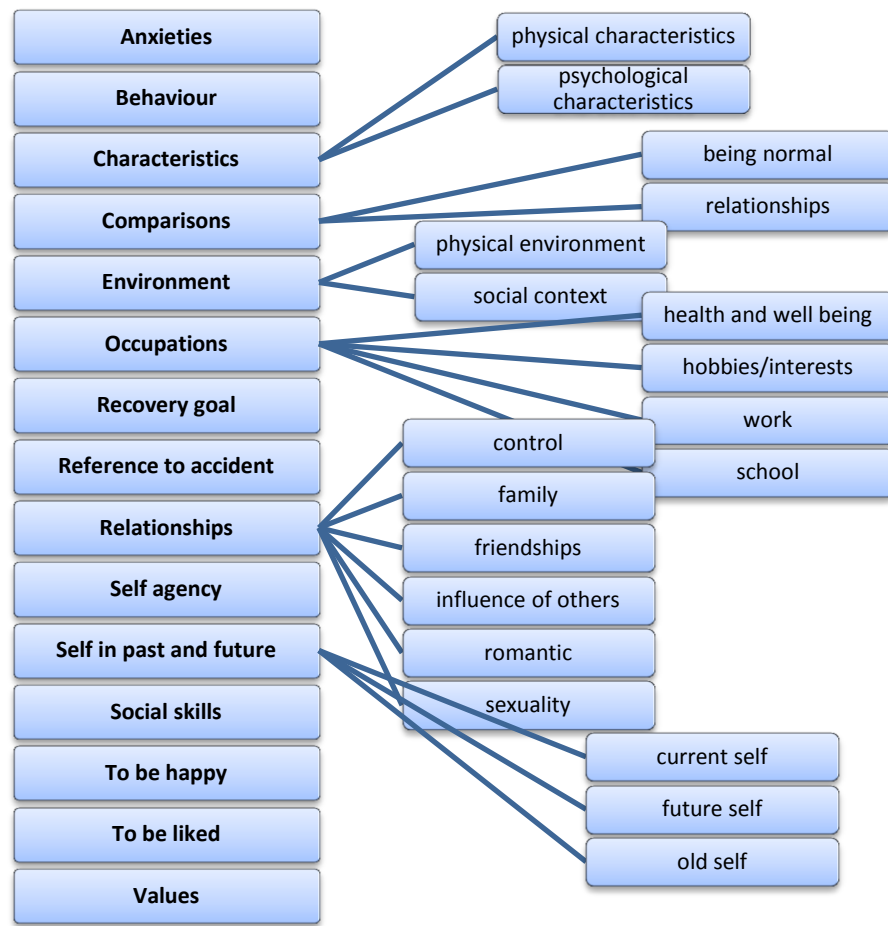 Anxieties
Behaviour
Characteristics
physical characteristics
psychological
characteristics
Comparisons
being normal
relationships
Environment
physical environment
social context
Occupations
health and well being
hobbies/interests
work
school
Recovery goal
Reference to accident
Relationships
control
family
friendships
influence of others
romantic
sexuality
Self agency
Self in past and future
current self
future self
old self
Social skills
To be happy
To be liked
Values